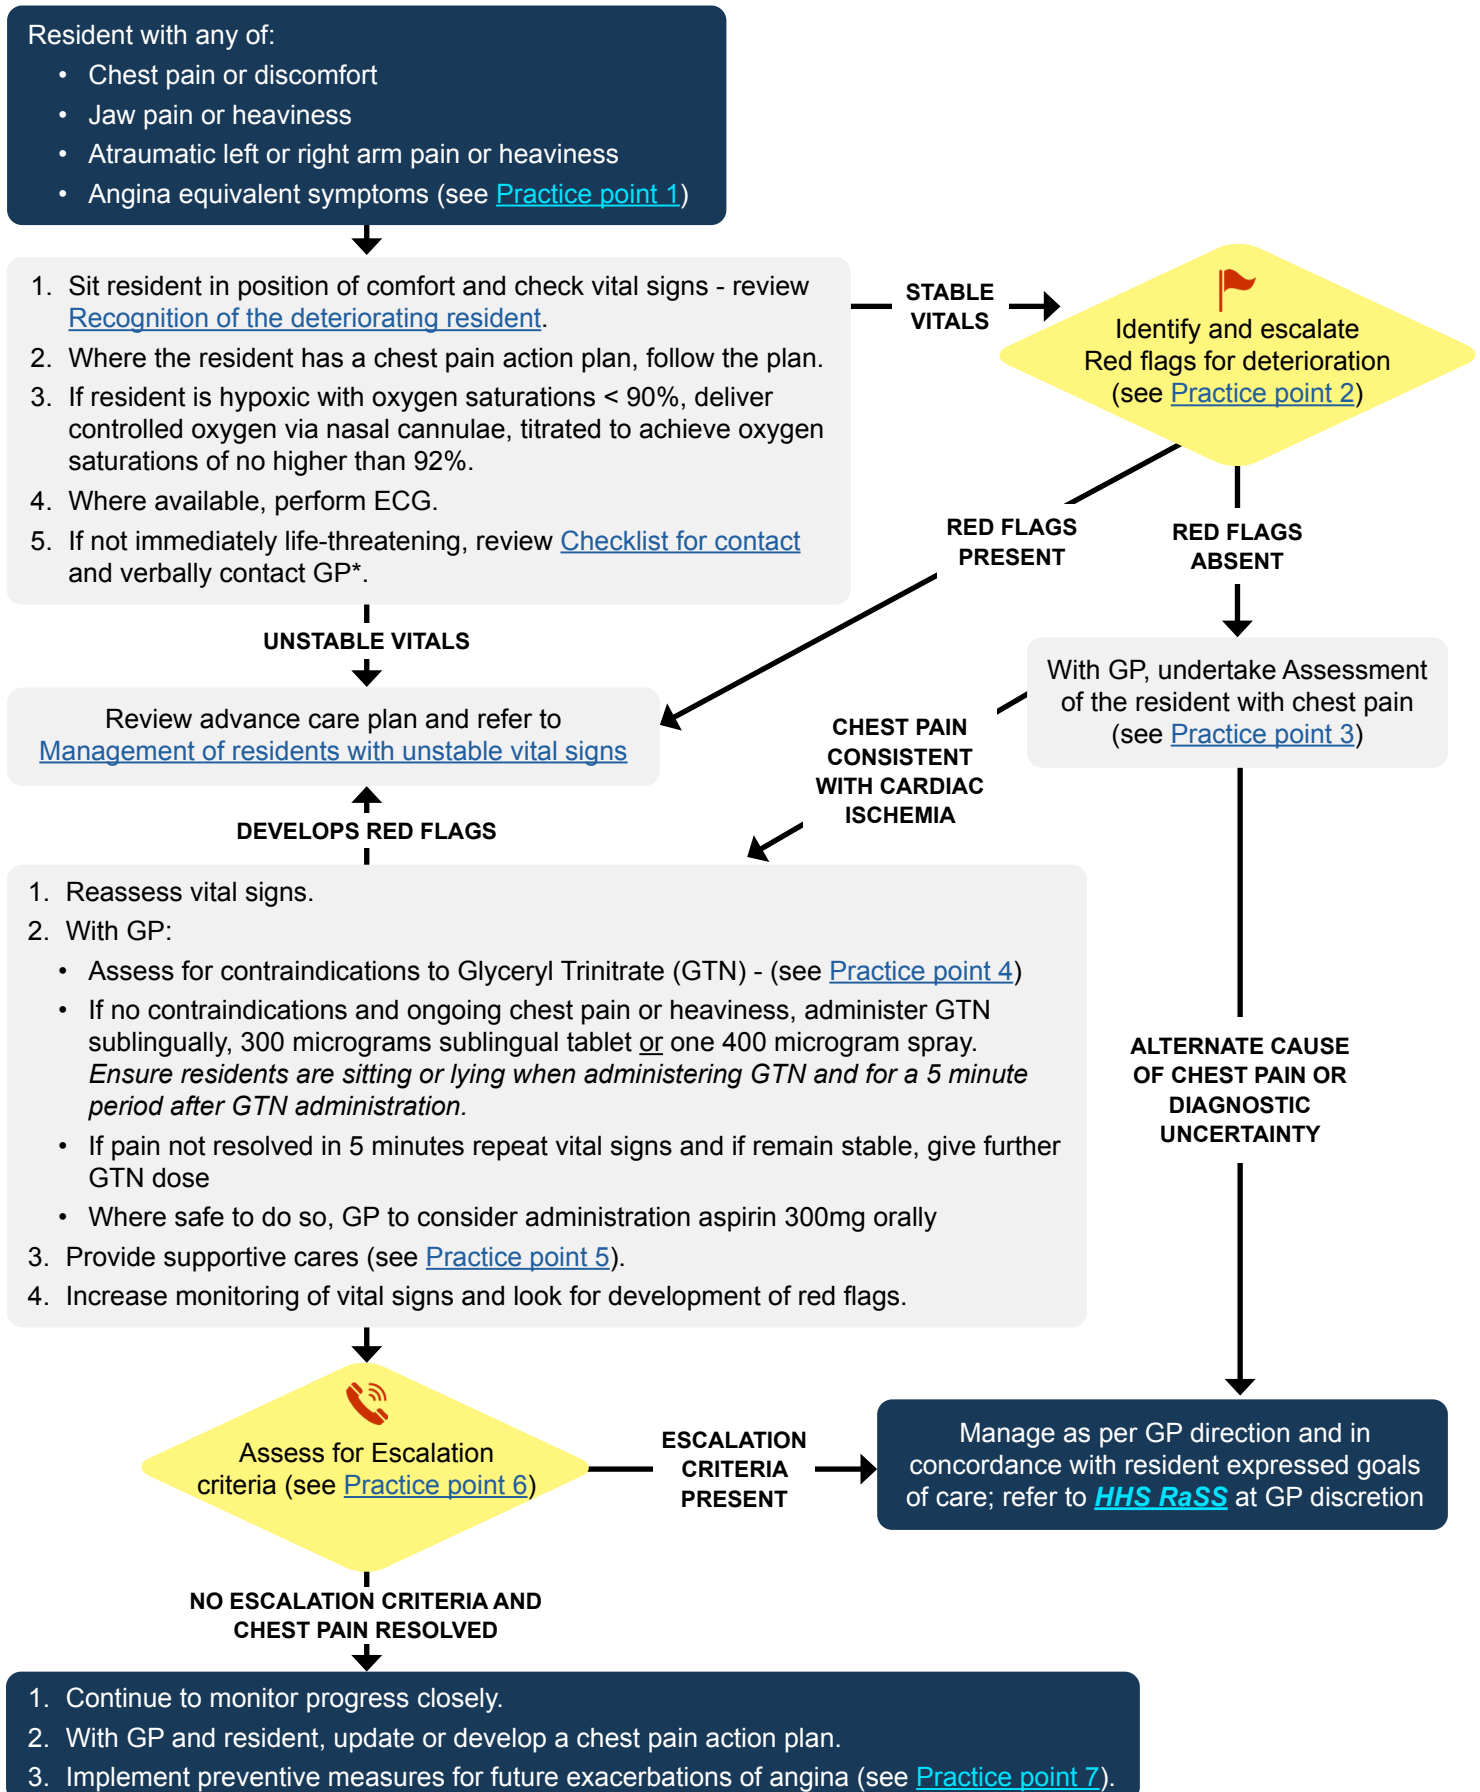 Resident with any of:
• Chest pain or discomfort
• Jaw pain or heaviness
• Atraumatic left or right arm pain or heaviness
• Angina equivalent symptoms (see Practice point 1)
1. Sit resident in position of comfort and check vital signs - review
Recognition of the deteriorating resident.
2. Where the resident has a chest pain action plan, follow the plan.
3. If resident is hypoxic with oxygen saturations < 90%, deliver
controlled oxygen via nasal cannulae, titrated to achieve oxygen
saturations of no higher than 92%.
4. Where available, perform ECG.
5. If not immediately life-threatening, review Checklist for contact
and verbally contact GP*.
STABLE
VITALS
Identify and escalate
Red flags for deterioration
(see Practice point 2)
RED FLAGS
PRESENT
RED FLAGS
ABSENT
UNSTABLE VITALS
Review advance care plan and refer to
Management of residents with unstable vital signs
With GP, undertake Assessment
of the resident with chest pain
(see Practice point 3)
CHEST PAIN
CONSISTENT
WITH CARDIAC
ISCHEMIA
DEVELOPS RED FLAGS
1. Reassess vital signs.
2. With GP:
• Assess for contraindications to Glyceryl Trinitrate (GTN) - (see Practice point 4)
• If no contraindications and ongoing chest pain or heaviness, administer GTN
sublingually, 300 micrograms sublingual tablet or one 400 microgram spray.
Ensure residents are sitting or lying when administering GTN and for a 5 minute
period after GTN administration.
• If pain not resolved in 5 minutes repeat vital signs and if remain stable, give further
GTN dose
• Where safe to do so, GP to consider administration aspirin 300mg orally
3. Provide supportive cares (see Practice point 5).
4. Increase monitoring of vital signs and look for development of red flags.
ALTERNATE CAUSE
OF CHEST PAIN OR
DIAGNOSTIC
UNCERTAINTY
Assess for Escalation
criteria (see Practice point 6)
ESCALATION
CRITERIA
PRESENT
Manage as per GP direction and in
concordance with resident expressed goals
of care; refer to HHS RaSS at GP discretion
NO ESCALATION CRITERIA AND
CHEST PAIN RESOLVED
1. Continue to monitor progress closely.
2. With GP and resident, update or develop a chest pain action plan.
3. Implement preventive measures for future exacerbations of angina (see Practice point 7).